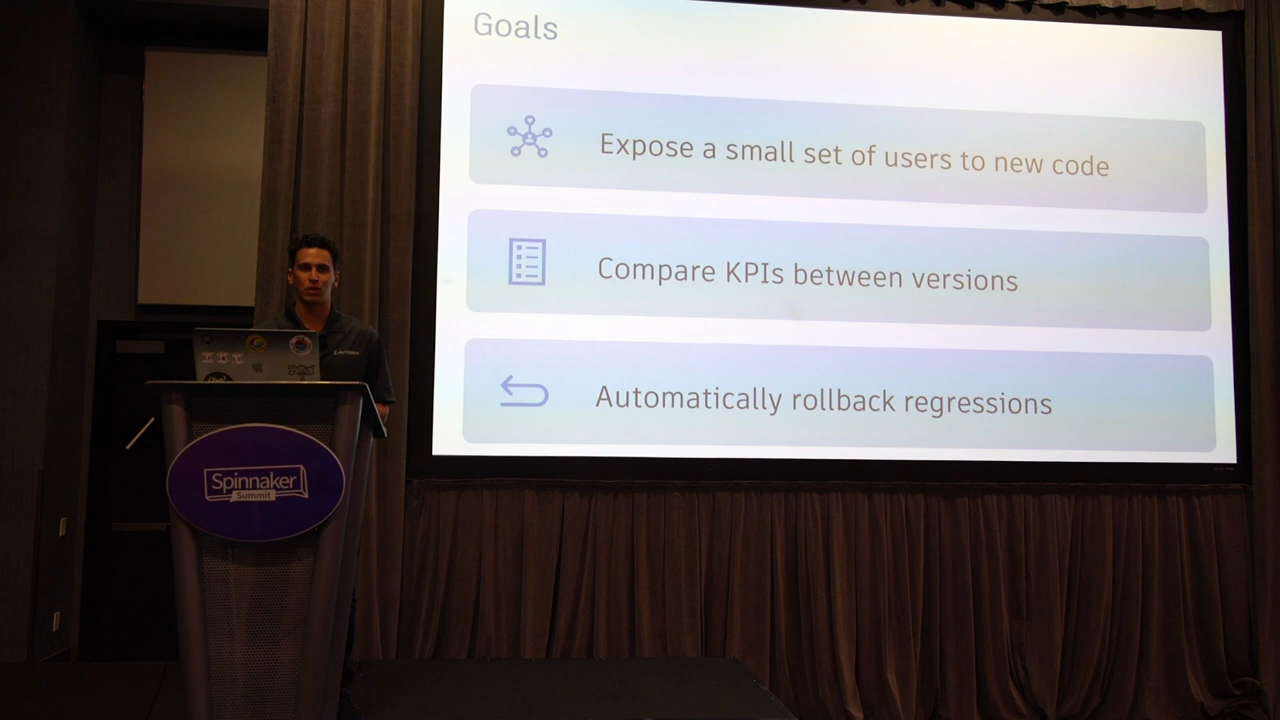 Goals
Expose a small set of users to new code
Compare KPIs between versions
Automatically rollback regressions
Spinnaker
Summit